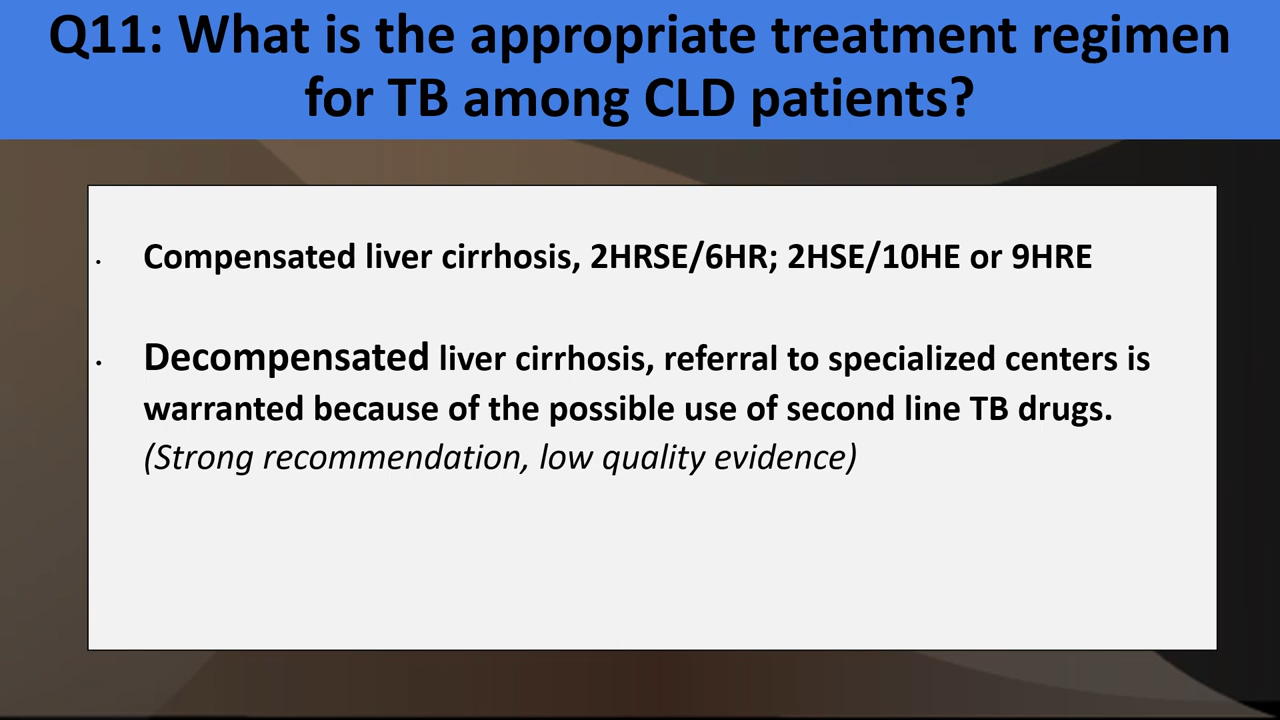 Q11: What is the appropriate treatment regimen
for TB among CLD patients?
• Compensated liver cirrhosis, 2HRSE/6HR; 2HSE/10HE or 9HRE
• Decompensated liver cirrhosis, referral to specialized centers is
warranted because of the possible use of second line TB drugs.
(Strong recommendation, low quality evidence)